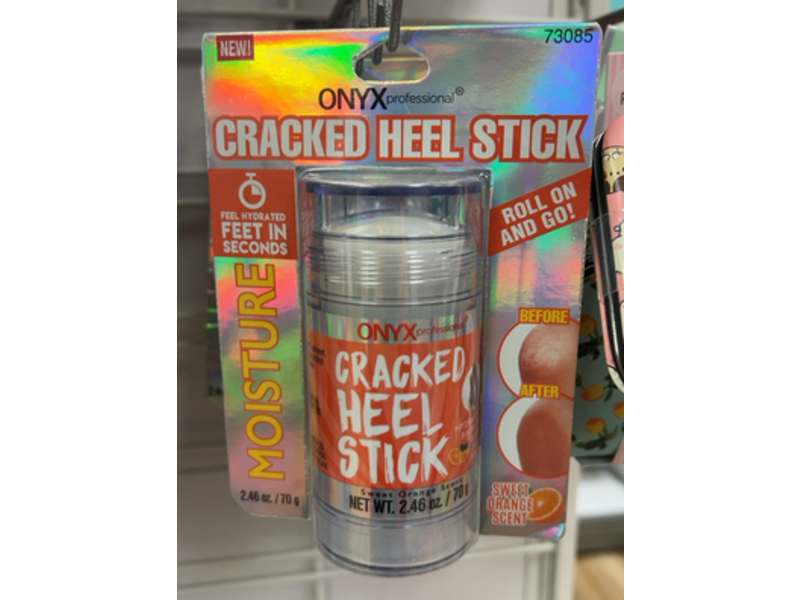 NEW!
73085
ONYX professional®
CRACKED HEEL STICK
FEEL HYDRATED
FEET IN
SECONDS
MOISTURE
2.46 oz. / 70 g
ROLL ON
AND GO!
BEFORE
AFTER
SWEET
ORANGE
SCENT
ONYX professional
CRACKED
HEEL
STICK
Sweet Orange Scent
NET WT. 2.46 oz. / 70 g